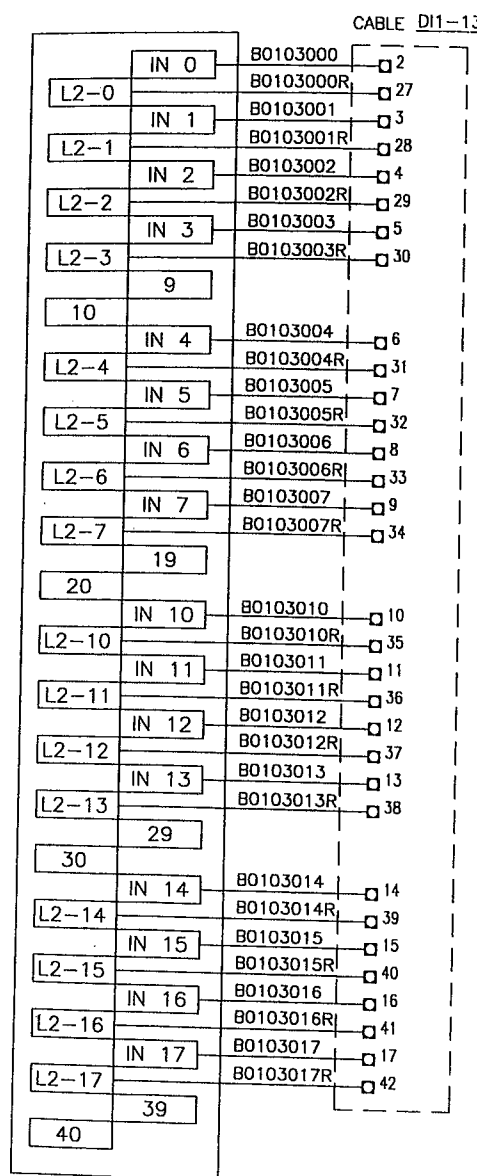 CABLE DI1-13
IN 0 B0103000 2
L2-0 B0103000R 27
IN 1 B0103001 3
L2-1 B0103001R 28
IN 2 B0103002 4
L2-2 B0103002R 29
IN 3 B0103003 5
L2-3 B0103003R 30
9
10
IN 4 B0103004 6
L2-4 B0103004R 31
IN 5 B0103005 7
L2-5 B0103005R 32
IN 6 B0103006 8
L2-6 B0103006R 33
IN 7 B0103007 9
L2-7 B0103007R 34
19
20
IN 10 B0103010 10
L2-10 B0103010R 35
IN 11 B0103011 11
L2-11 B0103011R 36
IN 12 B0103012 12
L2-12 B0103012R 37
IN 13 B0103013 13
L2-13 B0103013R 38
29
30
IN 14 B0103014 14
L2-14 B0103014R 39
IN 15 B0103015 15
L2-15 B0103015R 40
IN 16 B0103016 16
L2-16 B0103016R 41
IN 17 B0103017 17
L2-17 B0103017R 42
39
40